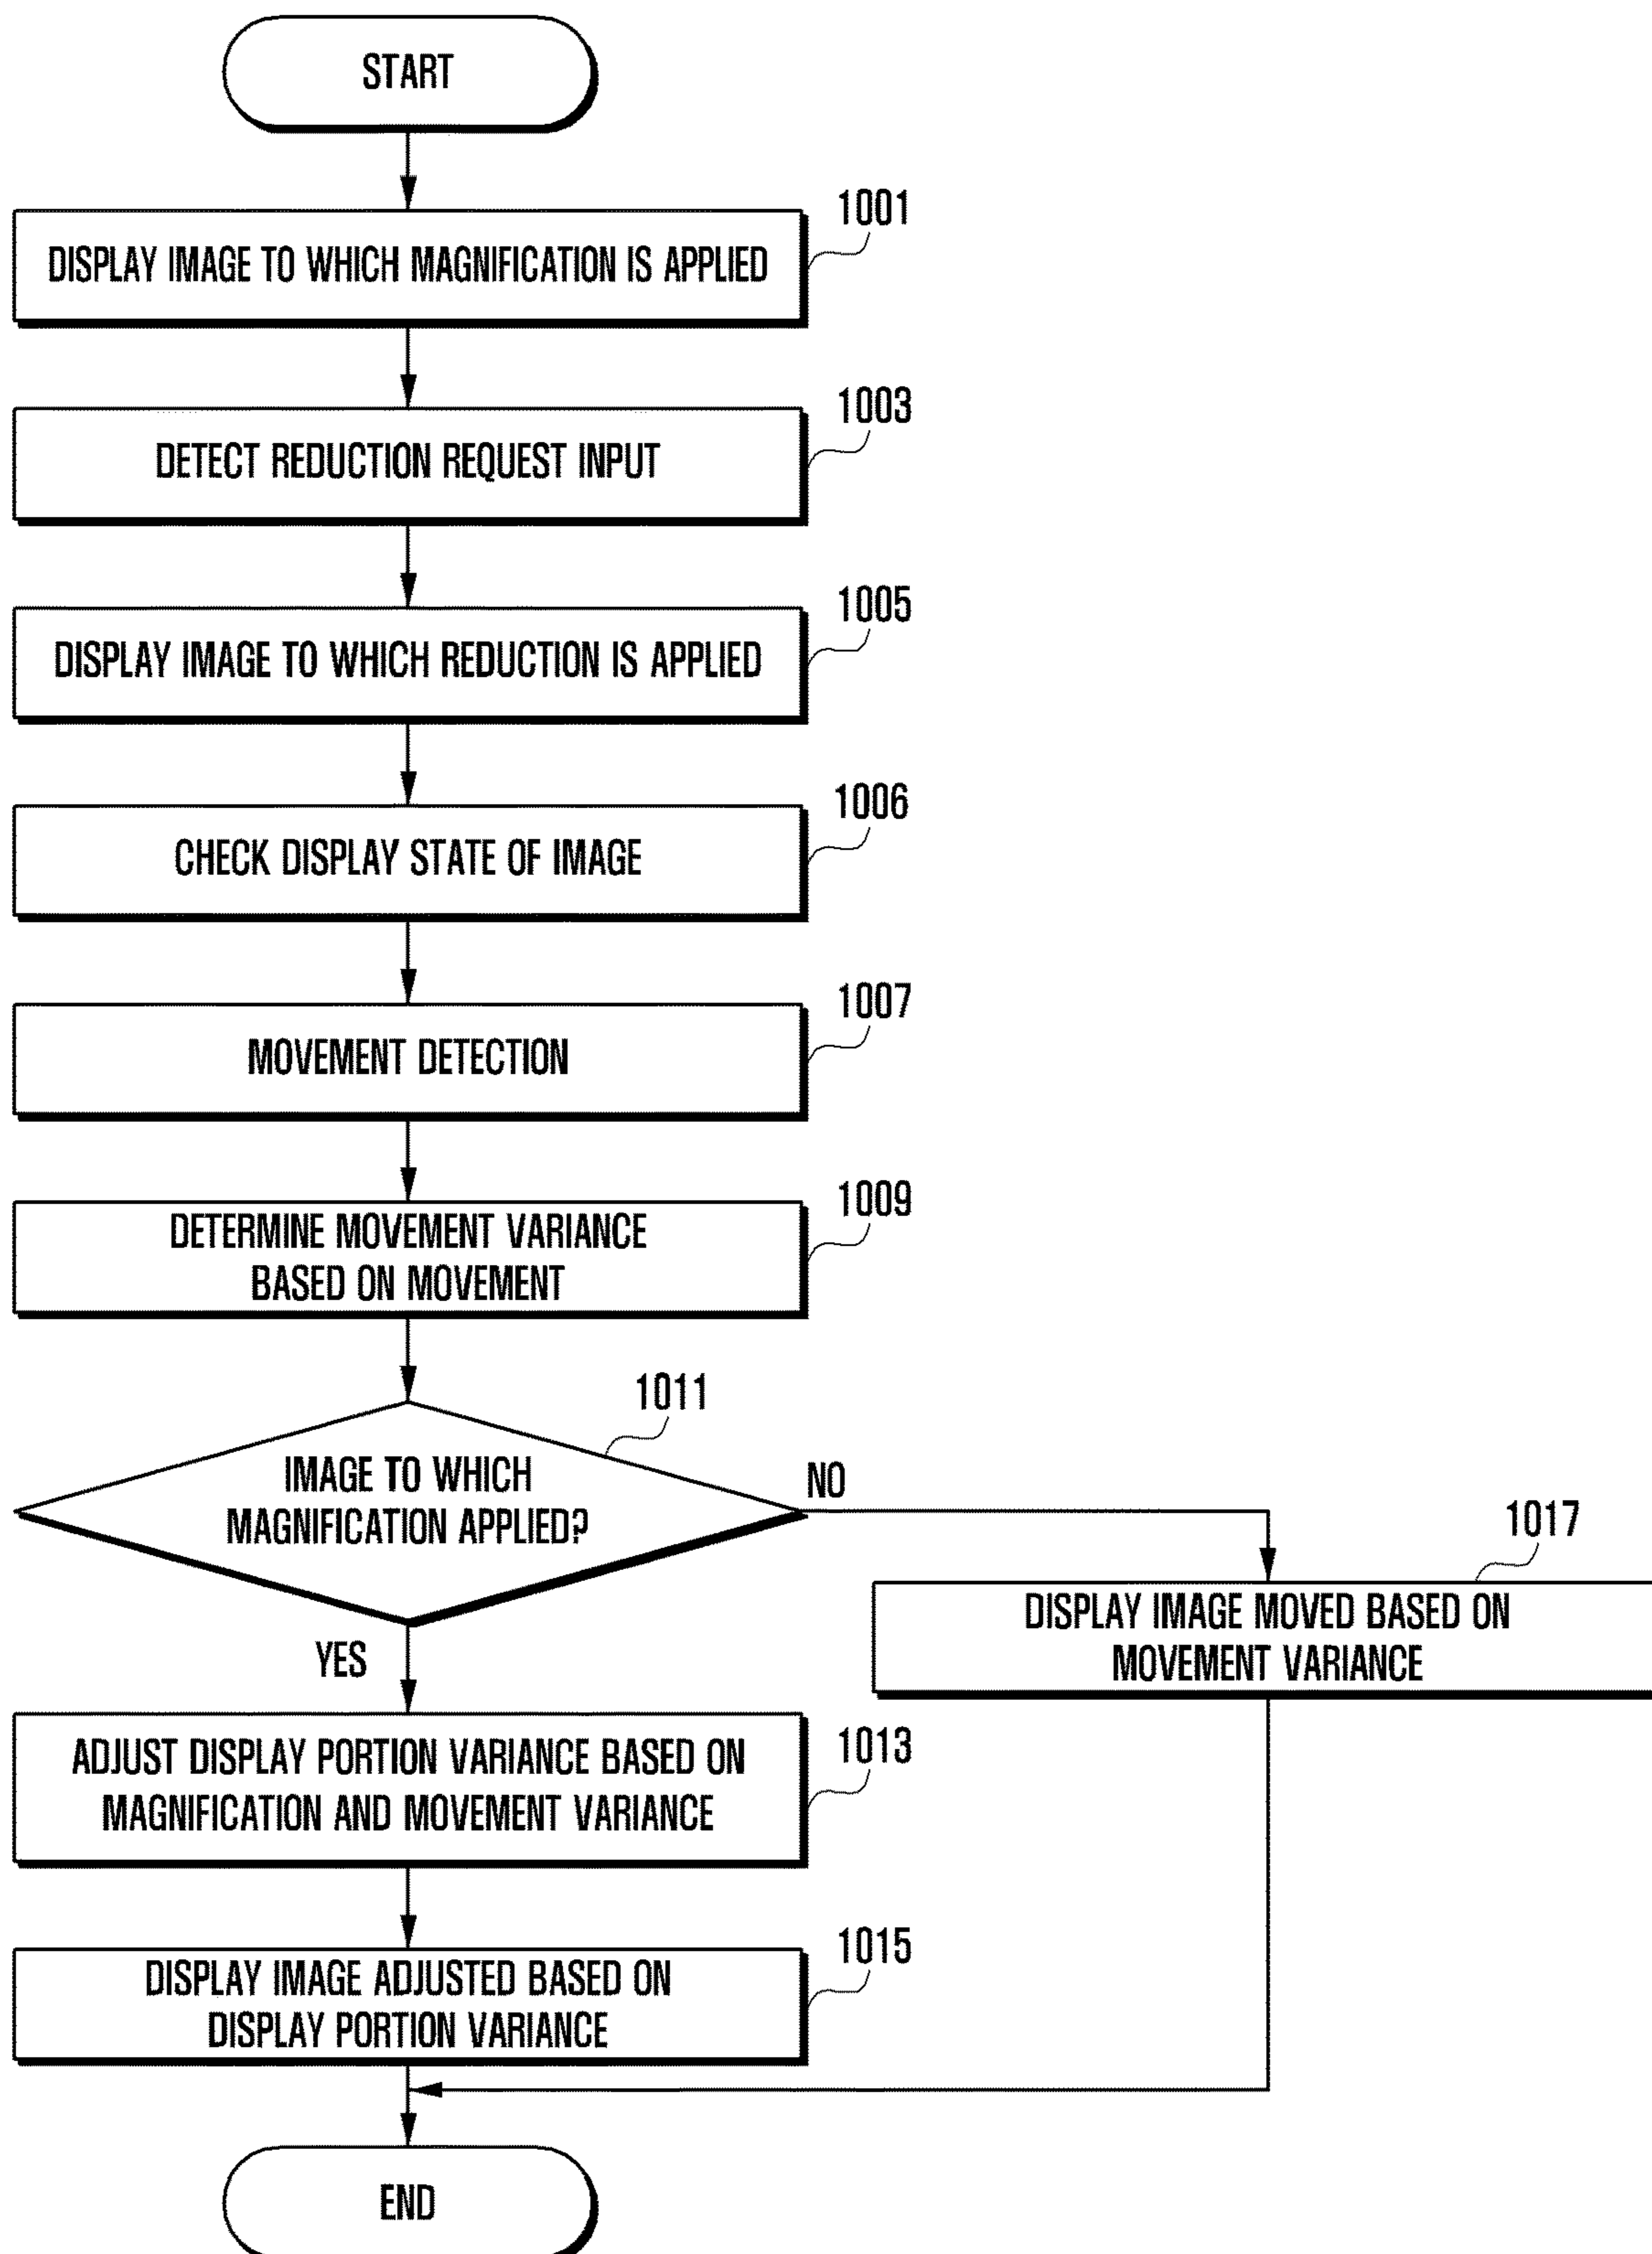 START
1001
DISPLAY IMAGE TO WHICH MAGNIFICATION IS APPLIED
1003
DETECT REDUCTION REQUEST INPUT
1005
DISPLAY IMAGE TO WHICH REDUCTION IS APPLIED
1006
CHECK DISPLAY STATE OF IMAGE
1007
MOVEMENT DETECTION
1009
DETERMINE MOVEMENT VARIANCE
BASED ON MOVEMENT
1011
IMAGE TO WHICH
MAGNIFICATION APPLIED?
NO
1017
DISPLAY IMAGE MOVED BASED ON
MOVEMENT VARIANCE
YES
1013
ADJUST DISPLAY PORTION VARIANCE BASED ON
MAGNIFICATION AND MOVEMENT VARIANCE
1015
DISPLAY IMAGE ADJUSTED BASED ON
DISPLAY PORTION VARIANCE
END